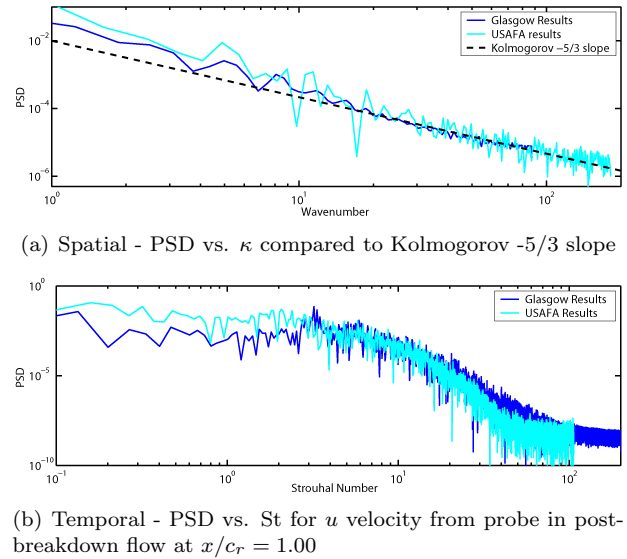 Glasgow Results
USAFA results
Kolmogorov −5/3 slope
10⁻²
10⁻⁴
10⁻⁶
PSD
10⁰
10¹
10²
Wavenumber
(a) Spatial - PSD vs. κ compared to Kolmogorov -5/3 slope
Glasgow Results
USAFA Results
10⁰
10⁻⁵
10⁻¹⁰
PSD
10⁻¹
10⁰
10¹
10²
Strouhal Number
(b) Temporal - PSD vs. St for u velocity from probe in post-
breakdown flow at x/cᵣ = 1.00